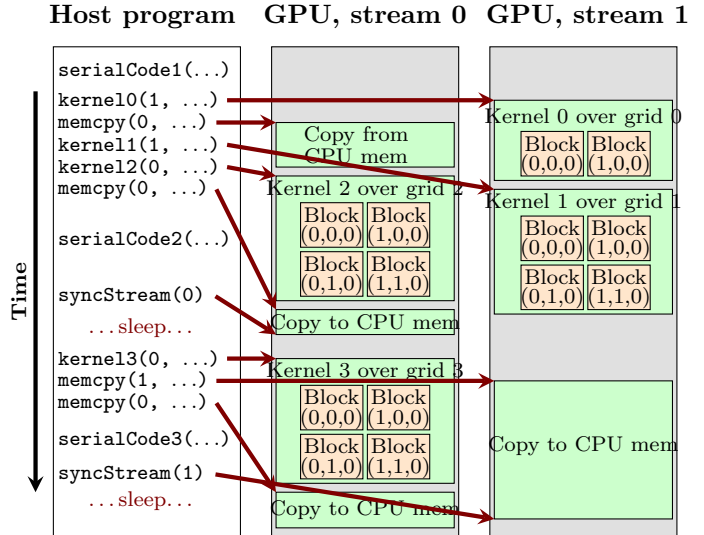 Host program
GPU, stream 0
GPU, stream 1
Time
serialCode1(...)
kernel0(1, ...)
memcpy(0, ...)
kernel1(1, ...)
kernel2(0, ...)
memcpy(0, ...)
serialCode2(...)
syncStream(0)
...sleep...
kernel3(0, ...)
memcpy(1, ...)
memcpy(0, ...)
serialCode3(...)
syncStream(1)
...sleep...
Copy from
CPU mem
Kernel 2 over grid 2
Block
(0,0,0)
Block
(1,0,0)
Block
(0,1,0)
Block
(1,1,0)
Copy to CPU mem
Kernel 3 over grid 3
Block
(0,0,0)
Block
(1,0,0)
Block
(0,1,0)
Block
(1,1,0)
Copy to CPU mem
Kernel 0 over grid 0
Block
(0,0,0)
Block
(1,0,0)
Kernel 1 over grid 1
Block
(0,0,0)
Block
(1,0,0)
Block
(0,1,0)
Block
(1,1,0)
Copy to CPU mem